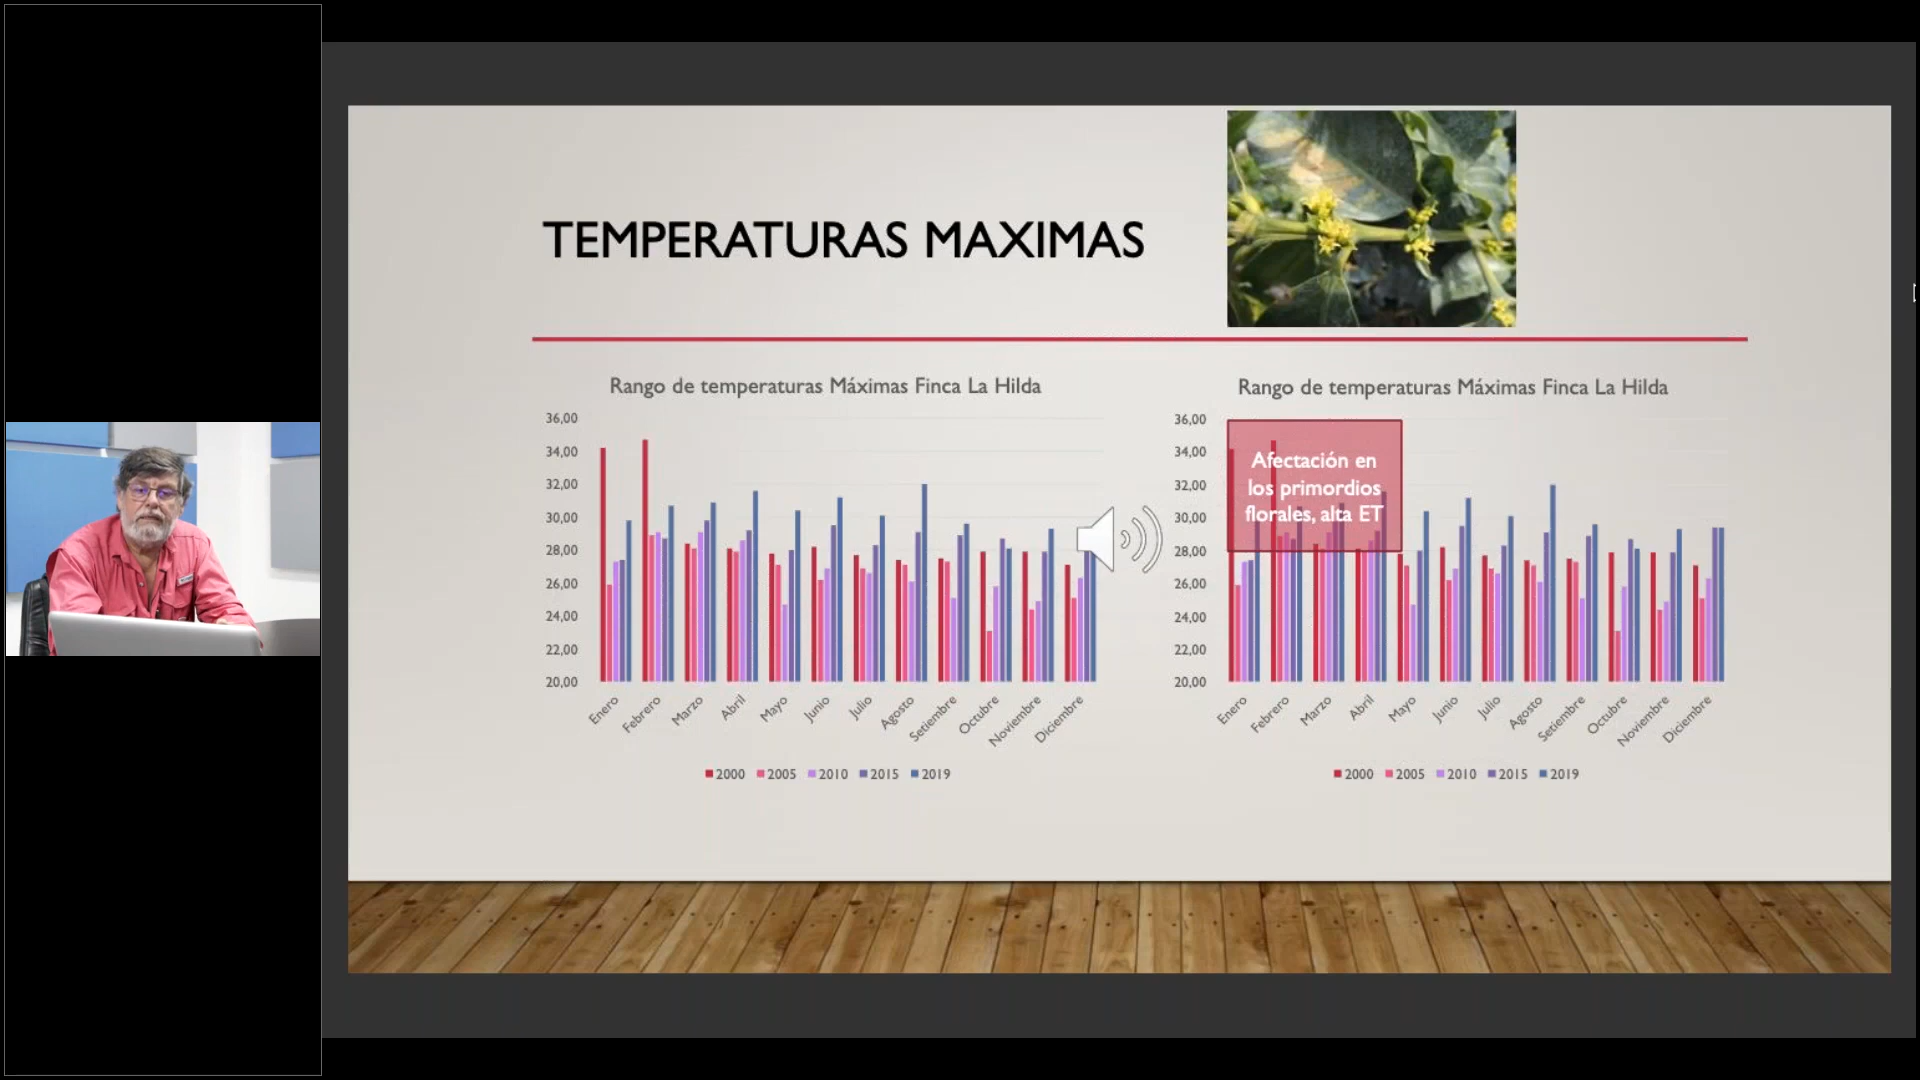 TEMPERATURAS MAXIMAS
Rango de temperaturas Máximas Finca La Hilda
36,00
34,00
32,00
30,00
28,00
26,00
24,00
22,00
20,00
Enero
Febrero
Marzo
Abril
Mayo
Junio
Julio
Agosto
Setiembre
Octubre
Noviembre
Diciembre
2000 2005 2010 2015 2019
Rango de temperaturas Máximas Finca La Hilda
36,00
34,00
32,00
30,00
28,00
26,00
24,00
22,00
20,00
Afectación en
los primordios
florales, alta ET
Enero
Febrero
Marzo
Abril
Mayo
Junio
Julio
Agosto
Setiembre
Octubre
Noviembre
Diciembre
2000 2005 2010 2015 2019